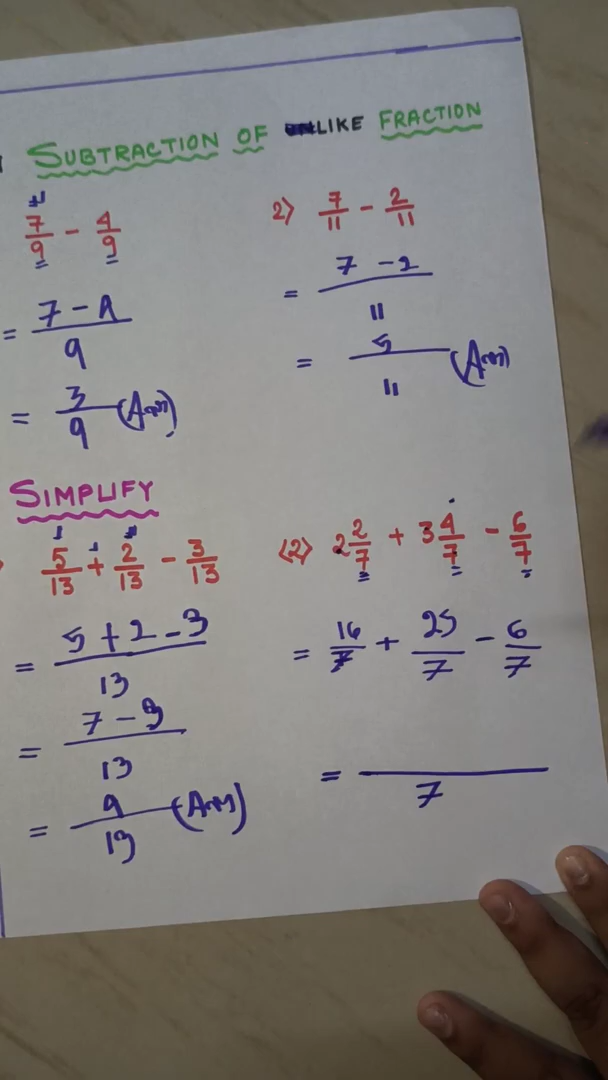 SUBTRACTION OF LIKE FRACTION
7/9 - 4/9
= 7 - 4 / 9
= 3/9 (Ans)
2) 7/11 - 2/11
= 7 - 2 / 11
= 5/11 (Ans)
SIMPLIFY
5/13 + 2/13 - 3/13
= 5 + 2 - 3 / 13
= 7 - 3 / 13
= 4/13 (Ans)
(2) 2 2/7 + 3 4/7 - 6/7
= 16/7 + 25/7 - 6/7
= /7